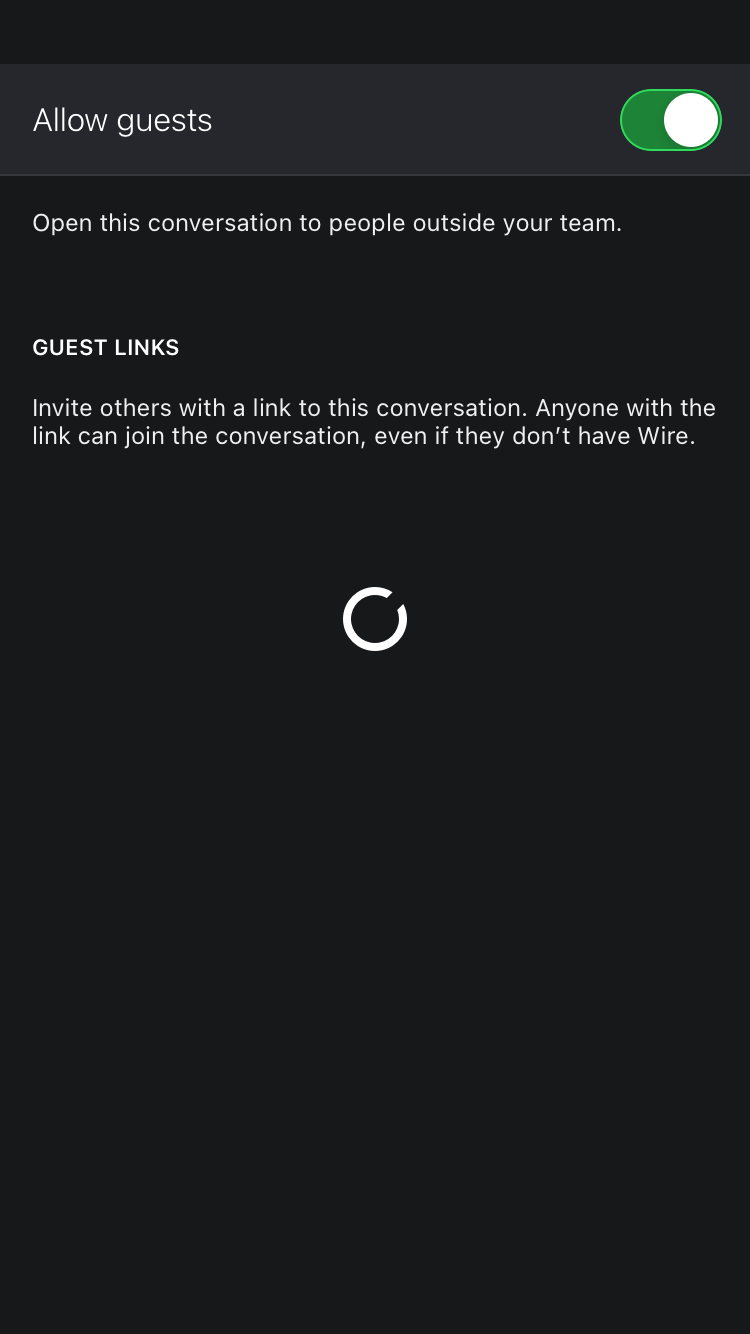 Allow guests
Open this conversation to people outside your team.
GUEST LINKS
Invite others with a link to this conversation. Anyone with the
link can join the conversation, even if they don’t have Wire.